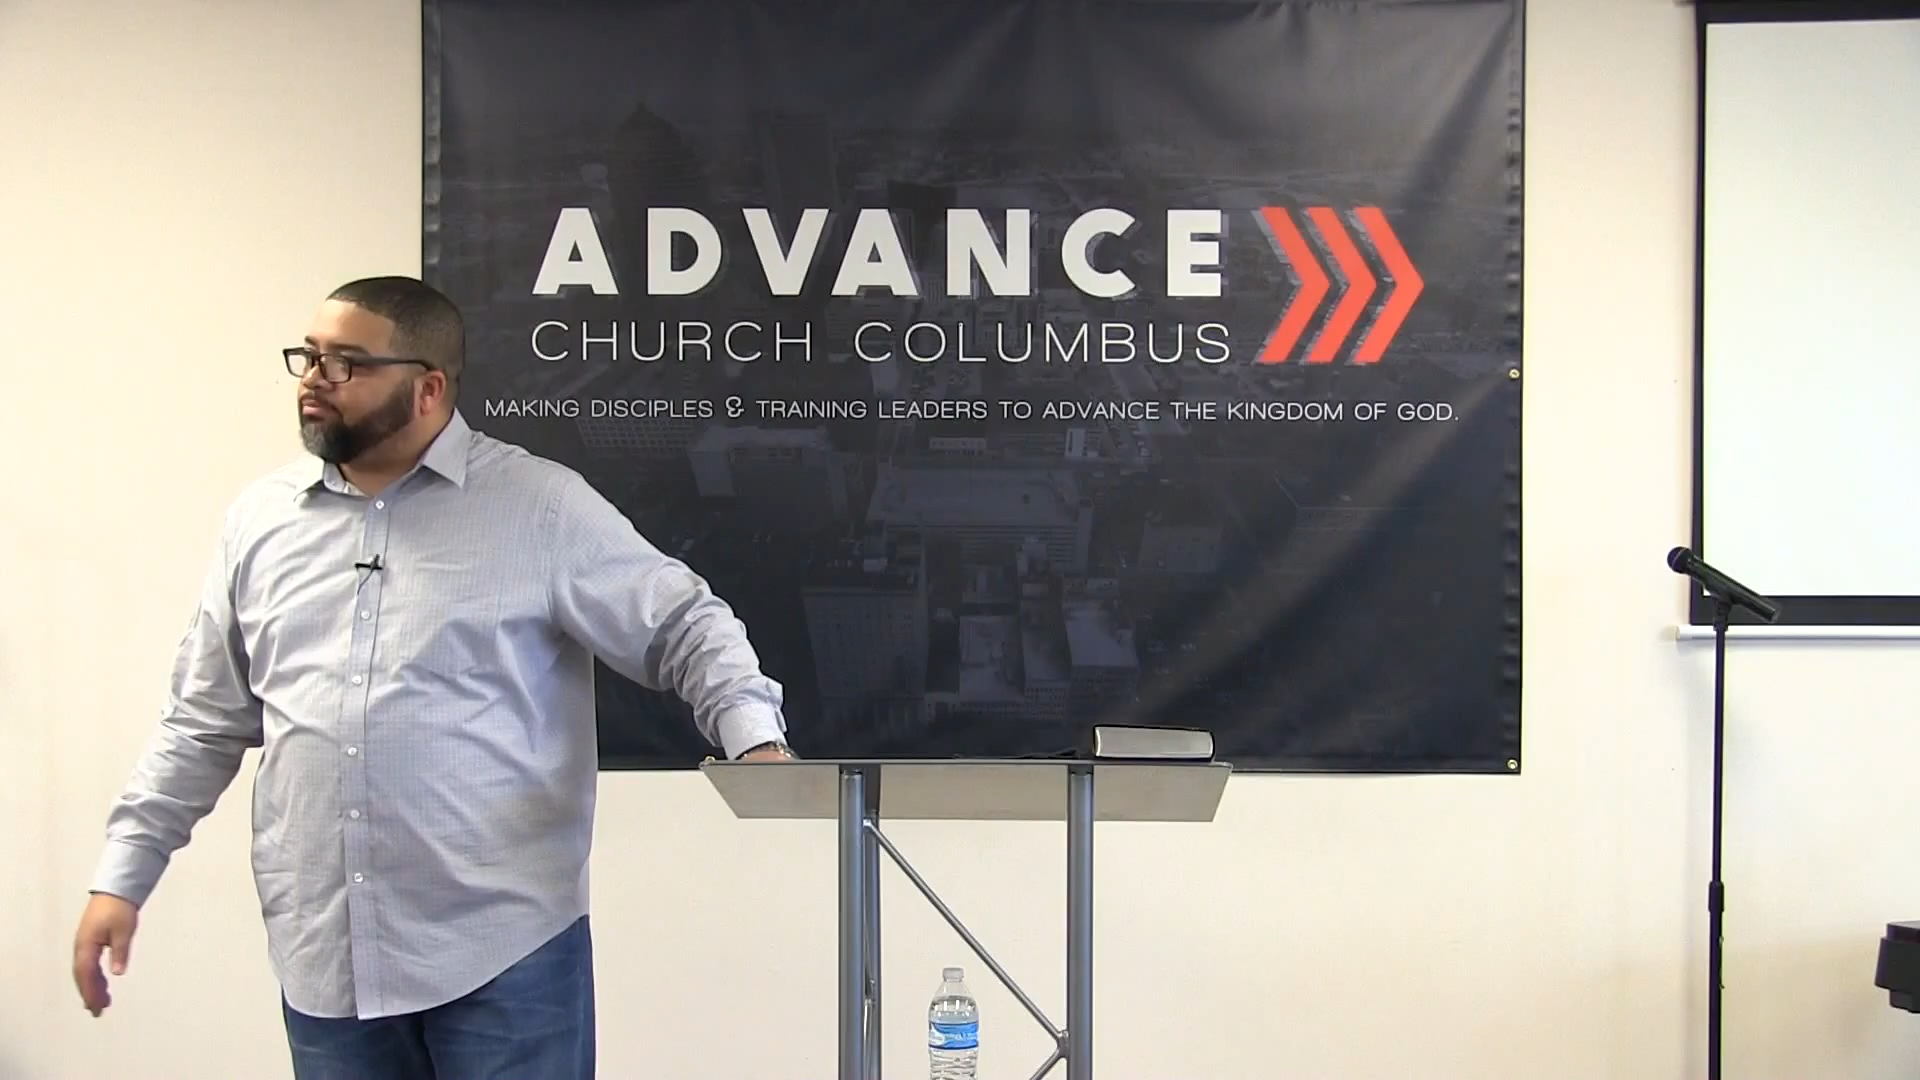 ADVANCE
CHURCH COLUMBUS
MAKING DISCIPLES & TRAINING LEADERS TO ADVANCE THE KINGDOM OF GOD.